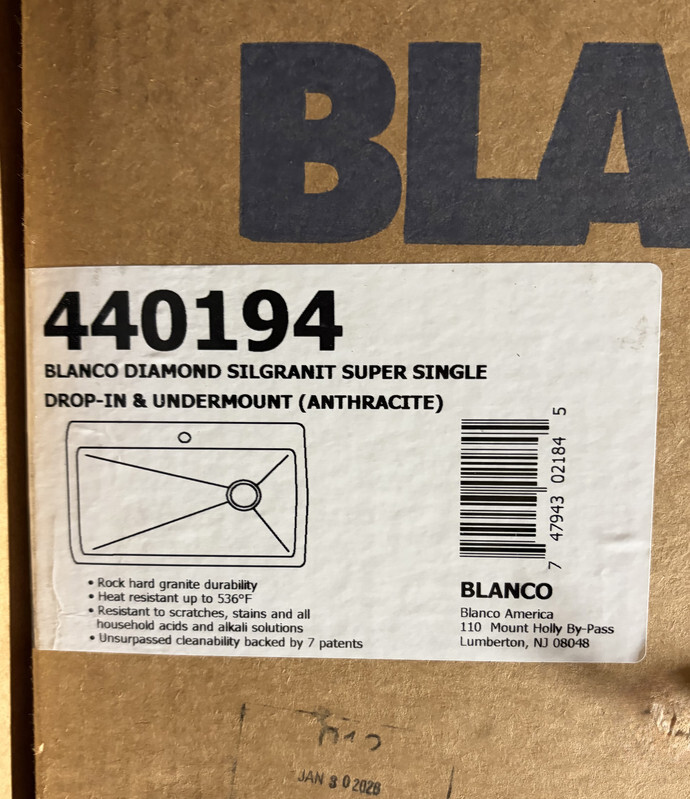 BLA
440194
BLANCO DIAMOND SILGRANIT SUPER SINGLE
DROP-IN & UNDERMOUNT (ANTHRACITE)
7 47943 02184 5
• Rock hard granite durability
• Heat resistant up to 536°F
• Resistant to scratches, stains and all
household acids and alkali solutions
• Unsurpassed cleanability backed by 7 patents
BLANCO
Blanco America
110 Mount Holly By-Pass
Lumberton, NJ 08048
JAN 30